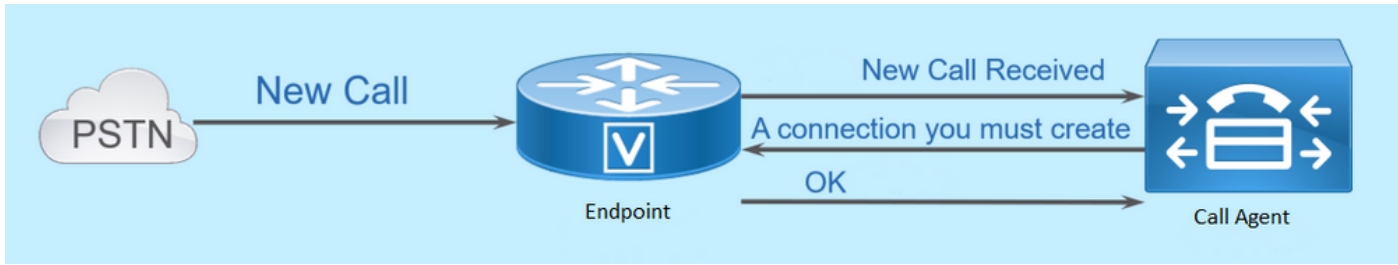 PSTN
New Call
V
Endpoint
New Call Received
A connection you must create
OK
Call Agent